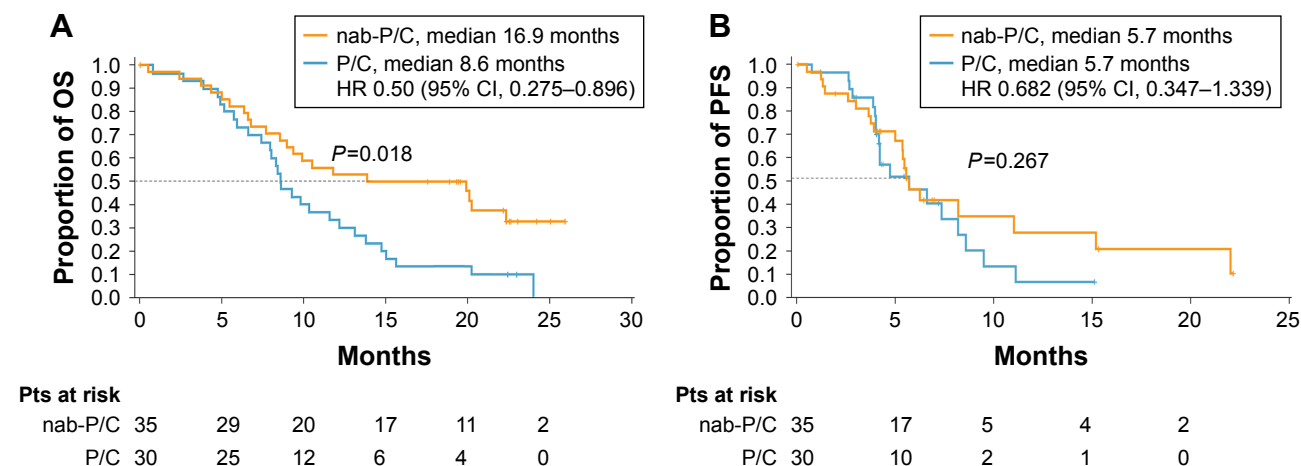 A
nab-P/C, median 16.9 months
P/C, median 8.6 months
HR 0.50 (95% CI, 0.275–0.896)
P=0.018
Proportion of OS
1.0
0.9
0.8
0.7
0.6
0.5
0.4
0.3
0.2
0.1
0.0
0 5 10 15 20 25 30
Months
Pts at risk
nab-P/C 35 29 20 17 11 2
P/C 30 25 12 6 4 0
B
nab-P/C, median 5.7 months
P/C, median 5.7 months
HR 0.682 (95% CI, 0.347–1.339)
P=0.267
Proportion of PFS
1.0
0.9
0.8
0.7
0.6
0.5
0.4
0.3
0.2
0.1
0.0
0 5 10 15 20 25
Months
Pts at risk
nab-P/C 35 17 5 4 2
P/C 30 10 2 1 0